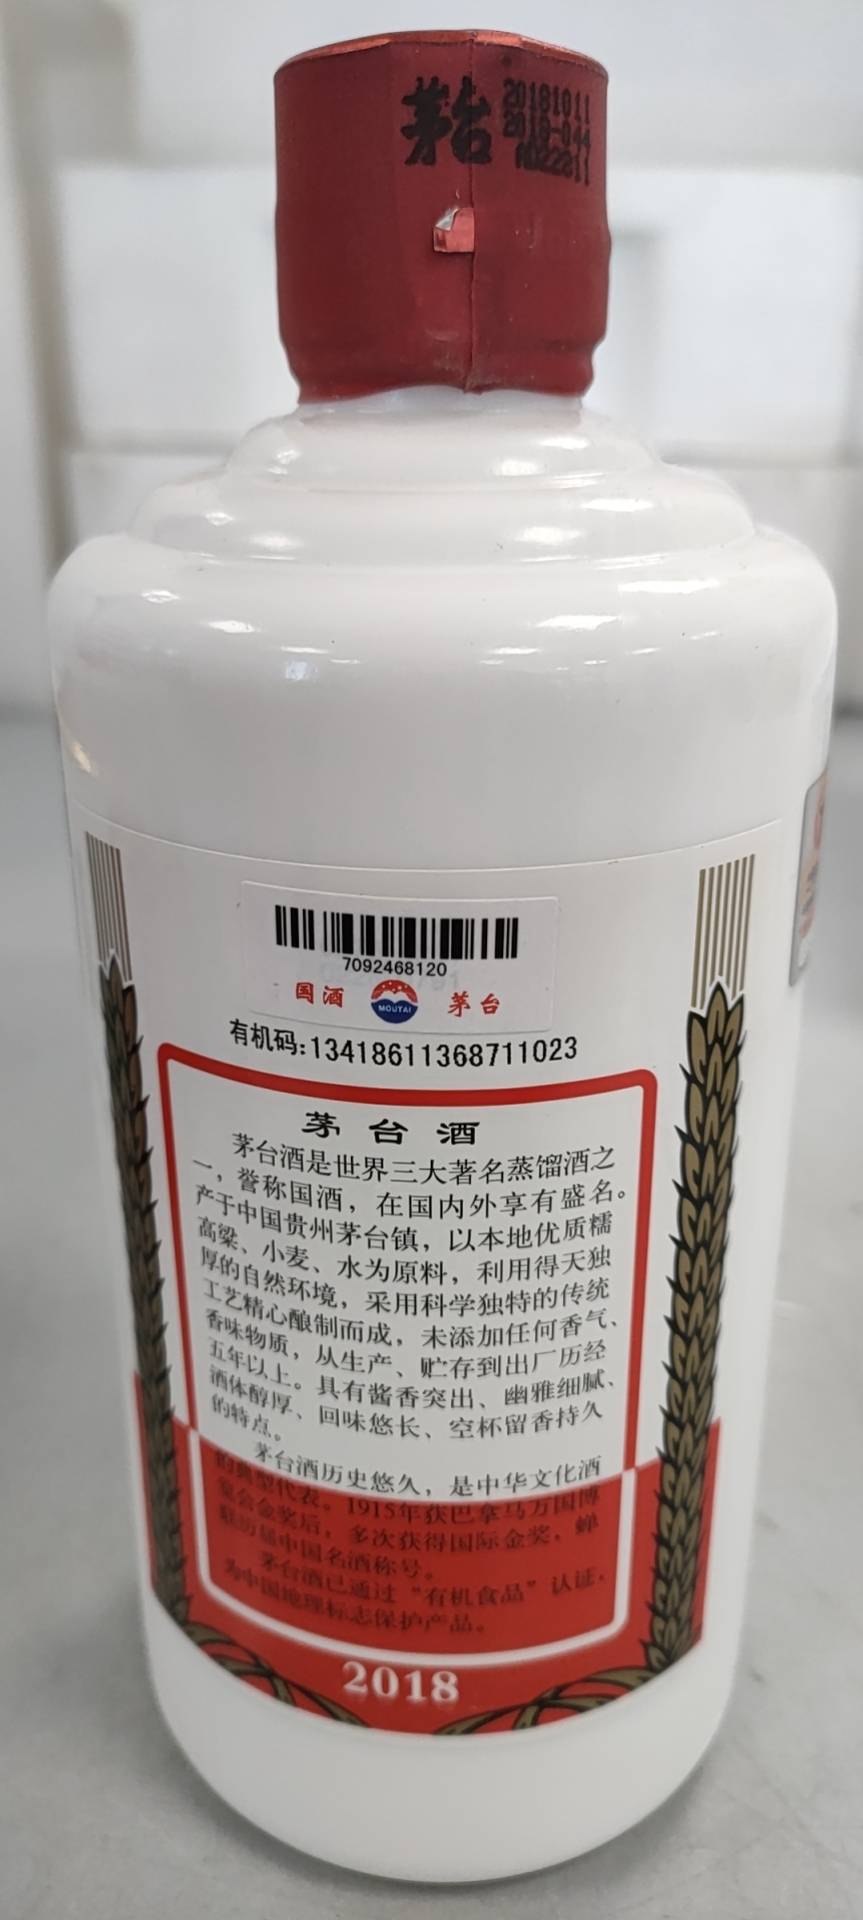 茅台
20181011
2018-044
7092468120
国酒
MOUTAI
茅台
有机码:13418611368711023
茅台酒
茅台酒是世界三大著名蒸馏酒之
一，誉称国酒，在国内外享有盛名。
产于中国贵州茅台镇，以本地优质糯
高粱、小麦、水为原料，利用得天独
厚的自然环境，采用科学独特的传统
工艺精心酿制而成，未添加任何香气、
香味物质，从生产、贮存到出厂历经
五年以上。具有酱香突出、幽雅细腻、
酒体醇厚、回味悠长、空杯留香持久
的特点。
茅台酒历史悠久，是中华文化酒
的典型代表。1915年获巴拿马万国博
览会金奖后，多次获得国际金奖，蝉
联历届中国名酒称号。
茅台酒已通过“有机食品”认证，
为中国地理标志保护产品。
2018